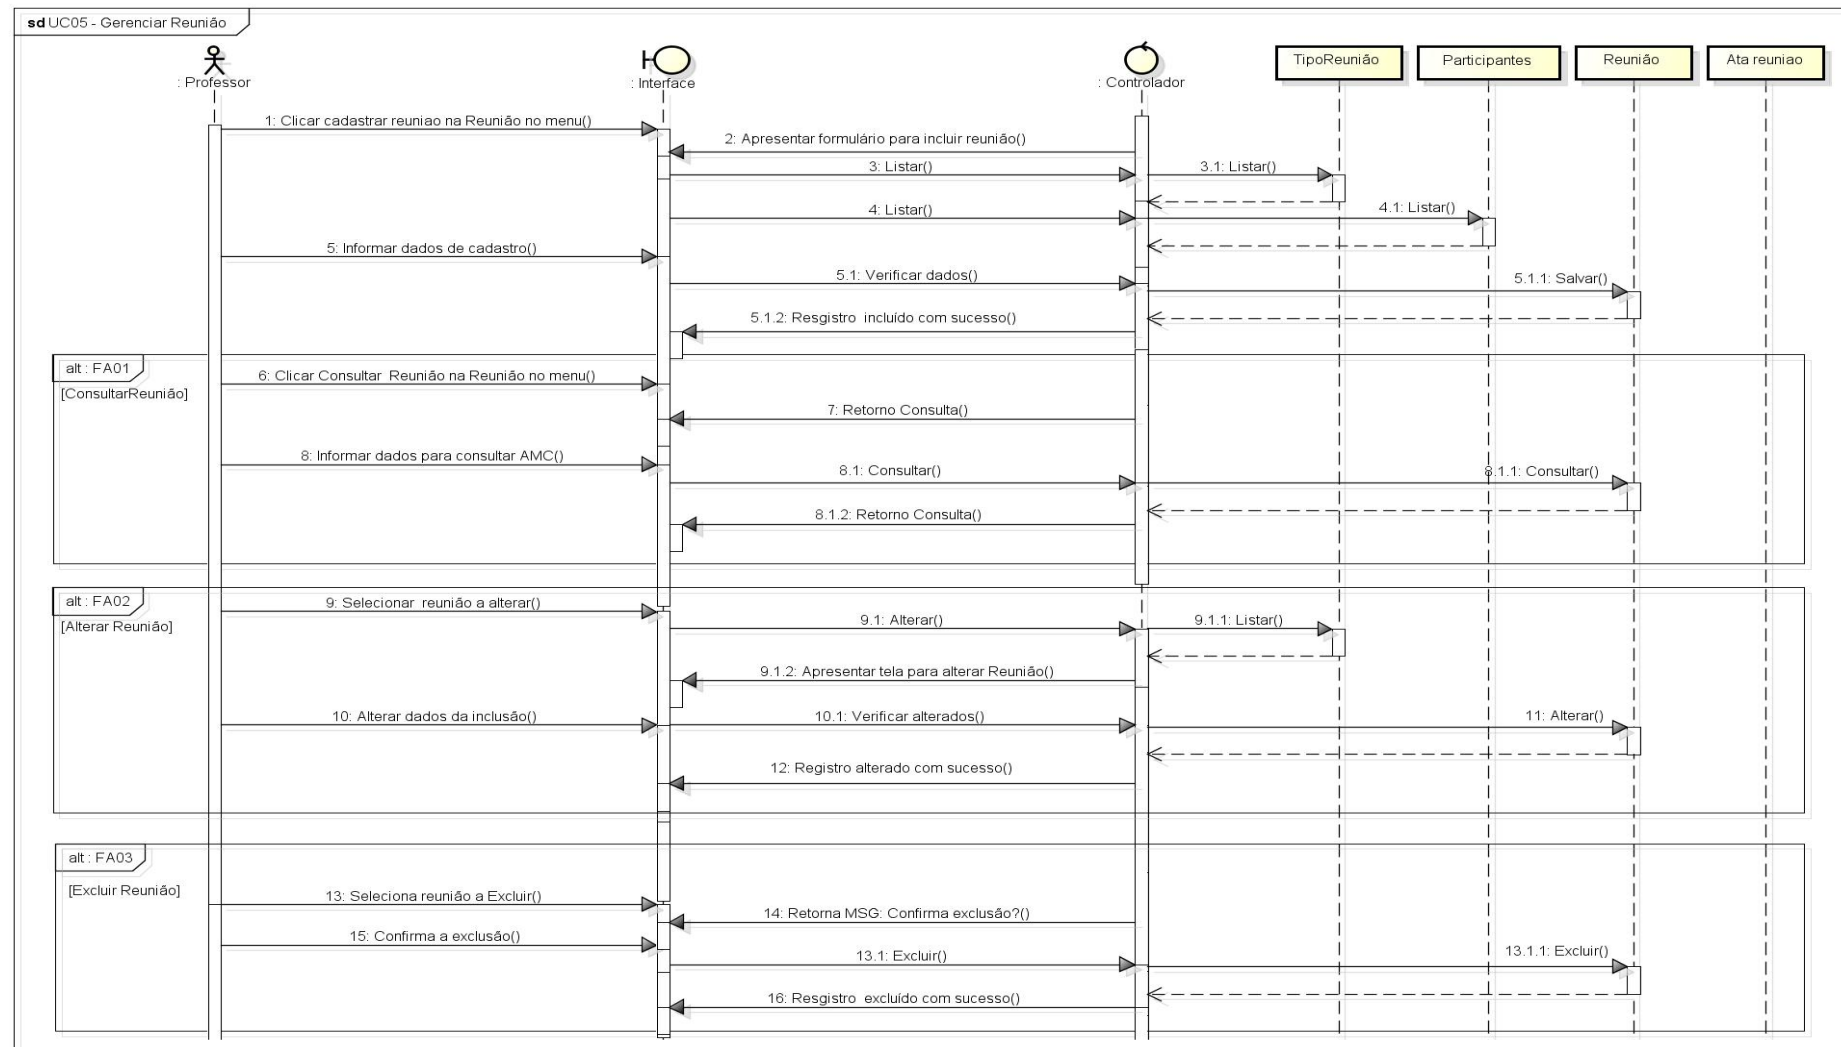 sd UC05 - Gerenciar Reunião
: Professor
: Interface
: Controlador
TipoReunião
Participantes
Reunião
Ata reuniao
1: Clicar cadastrar reuniao na Reunião no menu()
2: Apresentar formulário para incluir reunião()
3: Listar()
3.1: Listar()
4: Listar()
4.1: Listar()
5: Informar dados de cadastro()
5.1: Verificar dados()
5.1.1: Salvar()
5.1.2: Resgistro incluído com sucesso()
alt : FA01
[ConsultarReunião]
6: Clicar Consultar Reunião na Reunião no menu()
7: Retorno Consulta()
8: Informar dados para consultar AMC()
8.1: Consultar()
8.1.1: Consultar()
8.1.2: Retorno Consulta()
alt : FA02
[Alterar Reunião]
9: Selecionar reunião a alterar()
9.1: Alterar()
9.1.1: Listar()
9.1.2: Apresentar tela para alterar Reunião()
10: Alterar dados da inclusão()
10.1: Verificar alterados()
11: Alterar()
12: Registro alterado com sucesso()
alt : FA03
[Excluir Reunião]
13: Seleciona reunião a Excluir()
14: Retorna MSG: Confirma exclusão?()
15: Confirma a exclusão()
13.1: Excluir()
13.1.1: Excluir()
16: Resgistro excluído com sucesso()